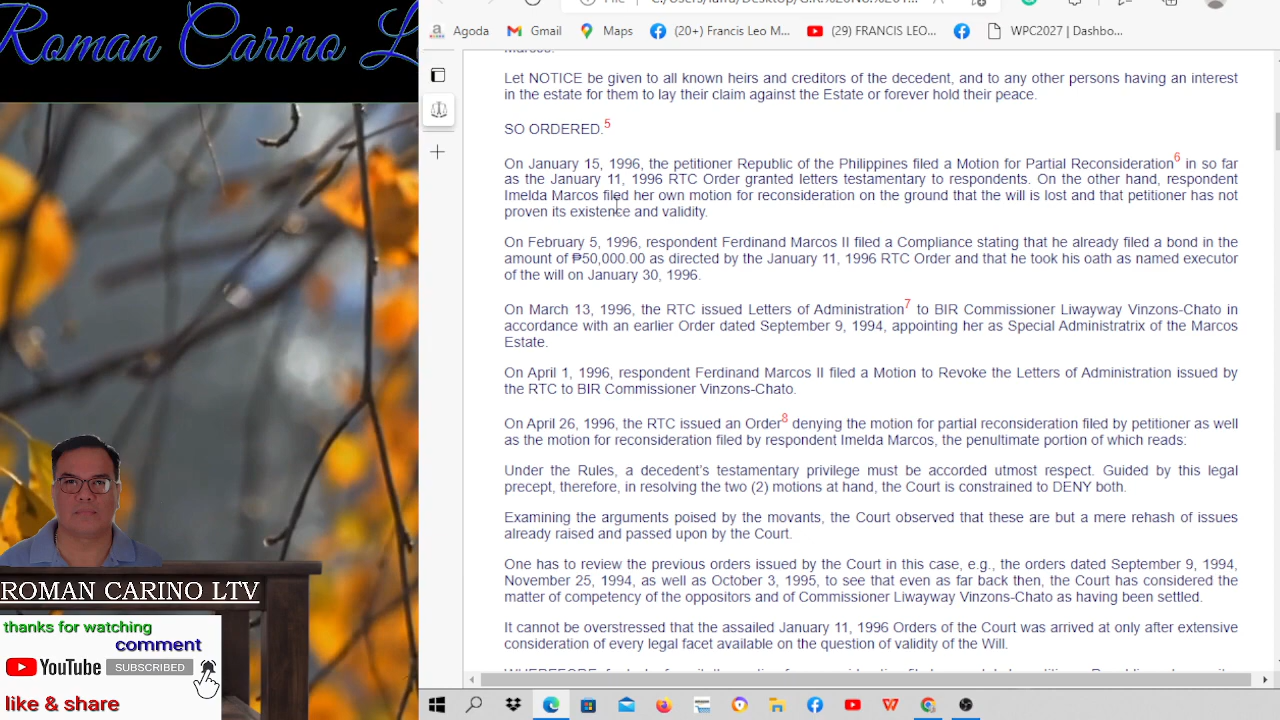 Roman Carino L
Agoda
Gmail
Maps
(20+) Francis Leo M...
(29) FRANCIS LEO...
WPC2027 | Dashbo...
Marcos.
Let NOTICE be given to all known heirs and creditors of the decedent, and to any other persons having an interest
in the estate for them to lay their claim against the Estate or forever hold their peace.
SO ORDERED.5
On January 15, 1996, the petitioner Republic of the Philippines filed a Motion for Partial Reconsideration6 in so far
as the January 11, 1996 RTC Order granted letters testamentary to respondents. On the other hand, respondent
Imelda Marcos filed her own motion for reconsideration on the ground that the will is lost and that petitioner has not
proven its existence and validity.
On February 5, 1996, respondent Ferdinand Marcos II filed a Compliance stating that he already filed a bond in the
amount of ₱50,000.00 as directed by the January 11, 1996 RTC Order and that he took his oath as named executor
of the will on January 30, 1996.
On March 13, 1996, the RTC issued Letters of Administration7 to BIR Commissioner Liwayway Vinzons-Chato in
accordance with an earlier Order dated September 9, 1994, appointing her as Special Administratrix of the Marcos
Estate.
On April 1, 1996, respondent Ferdinand Marcos II filed a Motion to Revoke the Letters of Administration issued by
the RTC to BIR Commissioner Vinzons-Chato.
On April 26, 1996, the RTC issued an Order8 denying the motion for partial reconsideration filed by petitioner as well
as the motion for reconsideration filed by respondent Imelda Marcos, the penultimate portion of which reads:
Under the Rules, a decedent's testamentary privilege must be accorded utmost respect. Guided by this legal
precept, therefore, in resolving the two (2) motions at hand, the Court is constrained to DENY both.
Examining the arguments poised by the movants, the Court observed that these are but a mere rehash of issues
already raised and passed upon by the Court.
One has to review the previous orders issued by the Court in this case, e.g., the orders dated September 9, 1994,
November 25, 1994, as well as October 3, 1995, to see that even as far back then, the Court has considered the
matter of competency of the oppositors and of Commissioner Liwayway Vinzons-Chato as having been settled.
It cannot be overstressed that the assailed January 11, 1996 Orders of the Court was arrived at only after extensive
consideration of every legal facet available on the question of validity of the Will.
ROMAN CARINO LTV
thanks for watching
comment
YouTube SUBSCRIBED
like & share